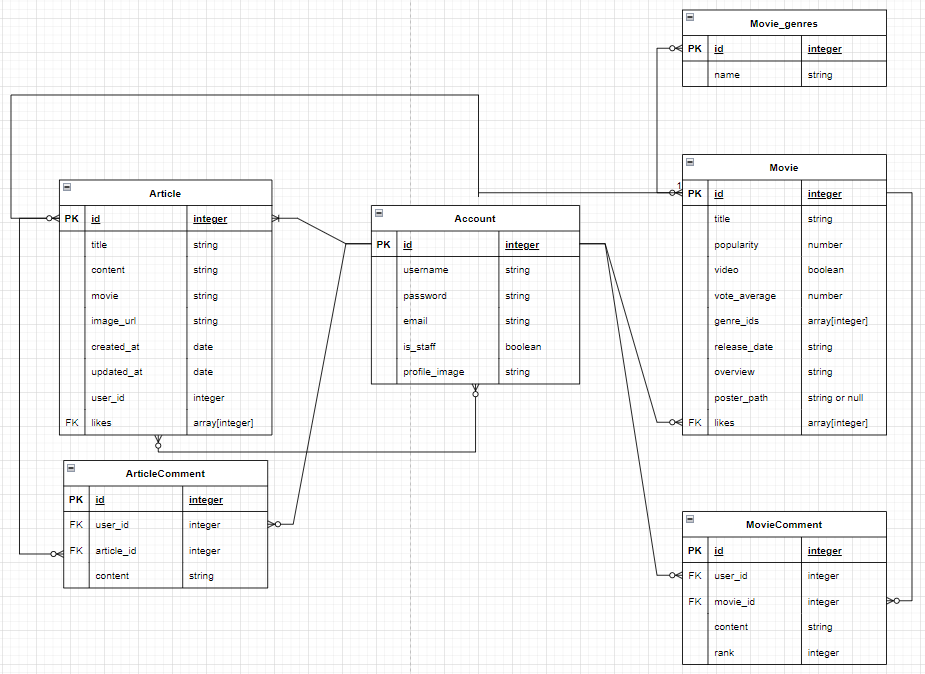 Movie_genres
PK id integer
name string
Article
PK id integer
title string
content string
movie string
image_url string
created_at date
updated_at date
user_id integer
FK likes array[integer]
Account
PK id integer
username string
password string
email string
is_staff boolean
profile_image string
1
Movie
PK id integer
title string
popularity number
video boolean
vote_average number
genre_ids array[integer]
release_date string
overview string
poster_path string or null
FK likes array[integer]
ArticleComment
PK id integer
FK user_id integer
FK article_id integer
content string
MovieComment
PK id integer
FK user_id integer
FK movie_id integer
content string
rank integer